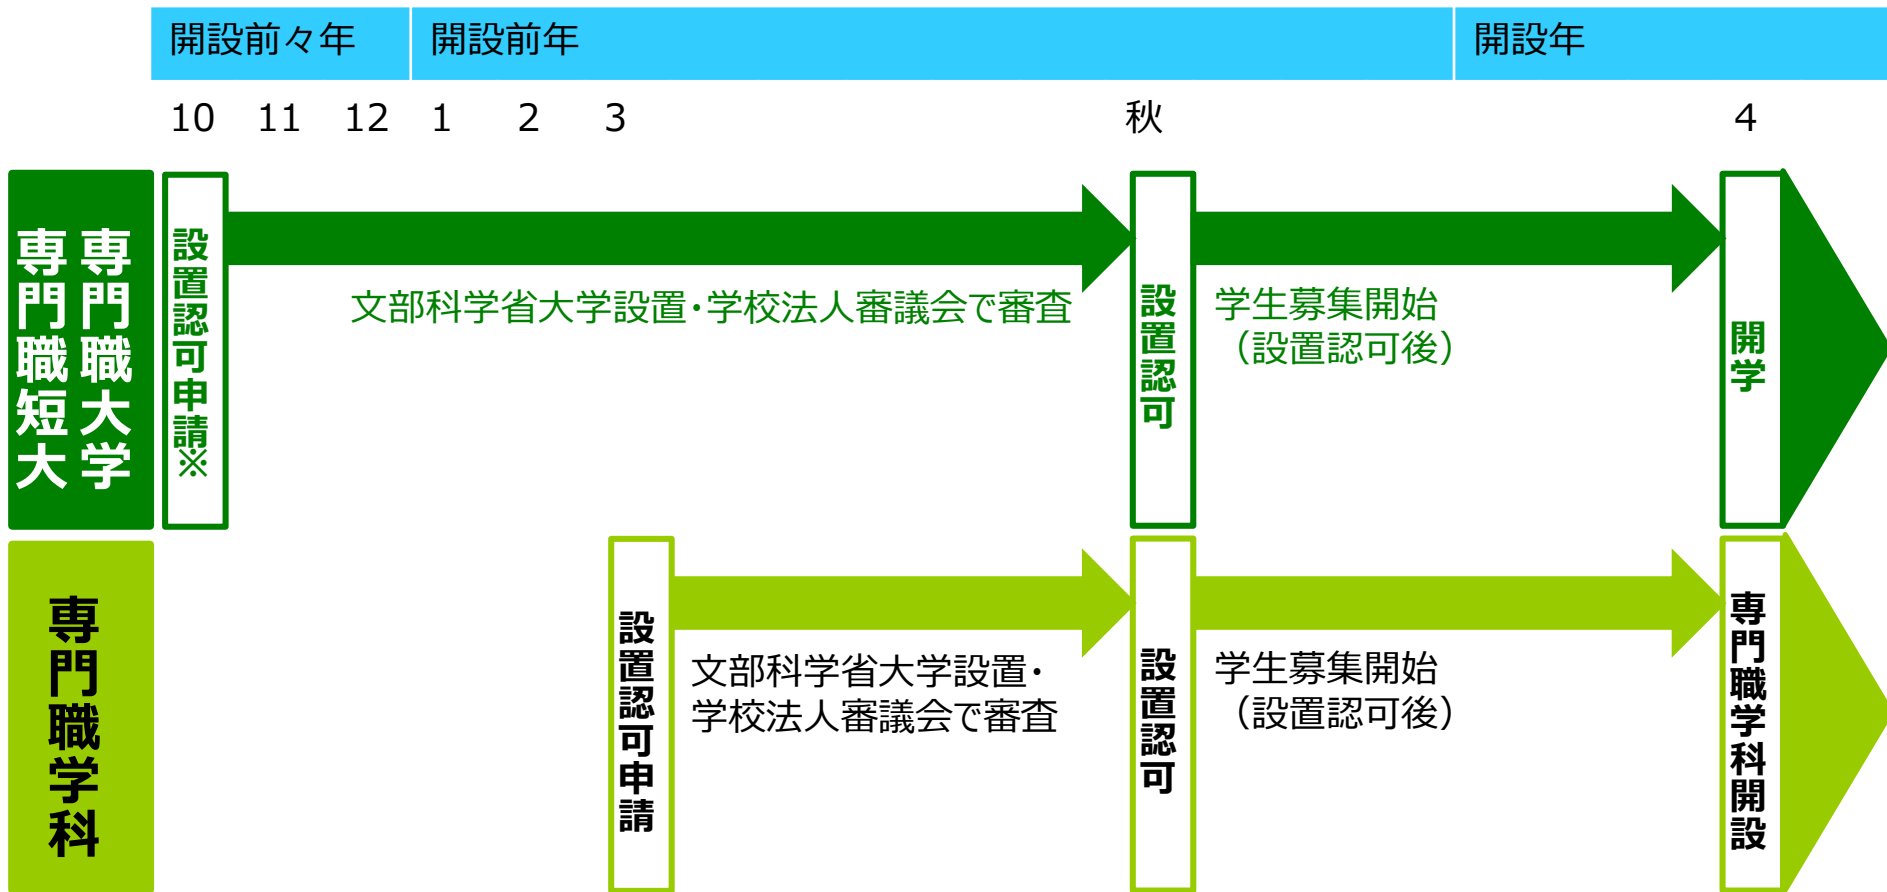 開設前々年
開設前年
開設年
10 11 12 1 2 3 秋 4
専門職大学
専門職短大
設置認可申請※
文部科学省大学設置・学校法人審議会で審査
設置認可
学生募集開始
（設置認可後）
開学
専門職学科
設置認可申請
文部科学省大学設置・
学校法人審議会で審査
設置認可
学生募集開始
（設置認可後）
専門職学科開設